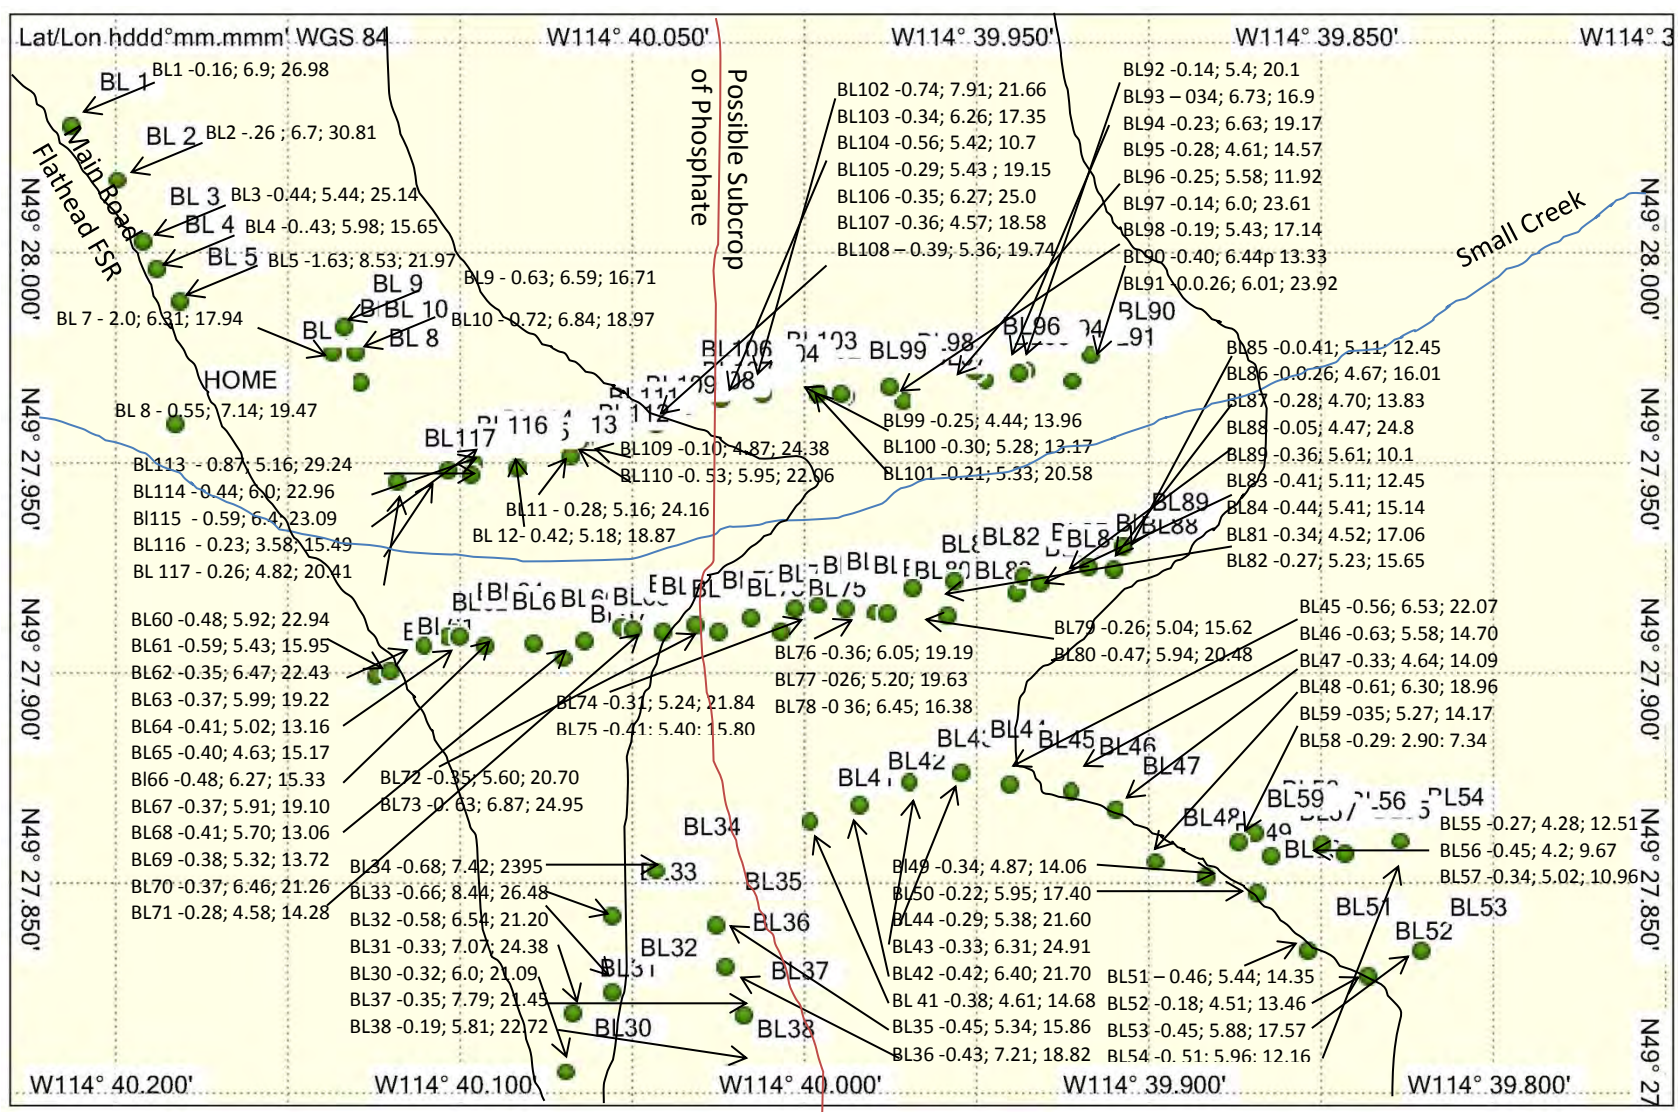 Lat/Lon hddd°mm.mmm' WGS 84
W114° 40.050'
W114° 39.950'
W114° 39.850'
W114° 3
BL 1
BL1 -0.16; 6.9; 26.98
BL 2
BL2 -.26 ; 6.7; 30.81
BL 3
BL3 -0.44; 5.44; 25.14
BL 4
BL4 -0..43; 5.98; 15.65
BL 5
BL5 -1.63; 8.53; 21.97
Main Road
Flathead FSR
BL 7 - 2.0; 6.31; 17.94
BL 9
BL9 - 0.63; 6.59; 16.71
BL 10
BL10 - 0.72; 6.84; 18.97
BL 8
HOME
BL 8 - 0.55; 7.14; 19.47
Possible Subcrop
of Phosphate
BL102 -0.74; 7.91; 21.66
BL103 -0.34; 6.26; 17.35
BL104 -0.56; 5.42; 10.7
BL105 -0.29; 5.43 ; 19.15
BL106 -0.35; 6.27; 25.0
BL107 -0.36; 4.57; 18.58
BL108 – 0.39; 5.36; 19.74
BL92 -0.14; 5.4; 20.1
BL93 – 034; 6.73; 16.9
BL94 -0.23; 6.63; 19.17
BL95 -0.28; 4.61; 14.57
BL96 -0.25; 5.58; 11.92
BL97 -0.14; 6.0; 23.61
BL98 -0.19; 5.43; 17.14
BL90 -0.40; 6.44p 13.33
BL91 -0.0.26; 6.01; 23.92
Small Creek
N49° 28.000'
N49° 28.000'
BL90
BL96
BL99
BL106
BL85 -0.0.41; 5.11; 12.45
BL86 -0.0.26; 4.67; 16.01
BL87 -0.28; 4.70; 13.83
BL88 -0.05; 4.47; 24.8
BL89 -0.36; 5.61; 10.1
BL83 -0.41; 5.11; 12.45
BL84 -0.44; 5.41; 15.14
BL81 -0.34; 4.52; 17.06
BL82 -0.27; 5.23; 15.65
BL99 -0.25; 4.44; 13.96
BL100 -0.30; 5.28; 13.17
BL101 -0.21; 5.33; 20.58
BL117
116
13
BL109 -0.10; 4.87; 24.38
BL110 -0. 53; 5.95; 22.06
BL11 - 0.28; 5.16; 24.16
BL 12- 0.42; 5.18; 18.87
BL113 - 0.87; 5.16; 29.24
BL114 - 0.44; 6.0; 22.96
Bl115 - 0.59; 6.4; 23.09
BL116 - 0.23; 3.58; 15.49
BL 117 - 0.26; 4.82; 20.41
N49° 27.950'
N49° 27.950'
BL89
BL88
BL82
BL75
BL60 -0.48; 5.92; 22.94
BL61 -0.59; 5.43; 15.95
BL62 -0.35; 6.47; 22.43
BL63 -0.37; 5.99; 19.22
BL64 -0.41; 5.02; 13.16
BL65 -0.40; 4.63; 15.17
Bl66 -0.48; 6.27; 15.33
BL67 -0.37; 5.91; 19.10
BL68 -0.41; 5.70; 13.06
BL69 -0.38; 5.32; 13.72
BL70 -0.37; 6.46; 21.26
BL71 -0.28; 4.58; 14.28
BL79 -0.26; 5.04; 15.62
BL80 -0.47; 5.94; 20.48
BL76 -0.36; 6.05; 19.19
BL77 -026; 5.20; 19.63
BL78 -0 36; 6.45; 16.38
BL74 -0.31; 5.24; 21.84
BL75 -0.41; 5.40; 15.80
BL72 -0.35; 5.60; 20.70
BL73 -0. 63; 6.87; 24.95
N49° 27.900'
N49° 27.900'
BL45 -0.56; 6.53; 22.07
BL46 -0.63; 5.58; 14.70
BL47 -0.33; 4.64; 14.09
BL48 -0.61; 6.30; 18.96
BL59 -035; 5.27; 14.17
BL58 -0.29: 2.90: 7.34
BL41
BL42
BL45
BL46
BL47
BL48
BL59
BL54
BL55 -0.27; 4.28; 12.51
BL56 -0.45; 4.2; 9.67
BL57 -0.34; 5.02; 10.96
BL34
BL34 -0.68; 7.42; 2395
BL33 -0.66; 8.44; 26.48
BL32 -0.58; 6.54; 21.20
BL31 -0.33; 7.07; 24.38
BL30 -0.32; 6.0; 21.09
BL37 -0.35; 7.79; 21.45
BL38 -0.19; 5.81; 22.72
BL35
BL36
BL32
BL37
BL30
BL38
Bl49 -0.34; 4.87; 14.06
BL50 -0.22; 5.95; 17.40
BL44 -0.29; 5.38; 21.60
BL43 -0.33; 6.31; 24.91
BL42 -0.42; 6.40; 21.70
BL 41 -0.38; 4.61; 14.68
BL35 -0.45; 5.34; 15.86
BL36 -0.43; 7.21; 18.82
BL51
BL53
BL52
BL51 – 0.46; 5.44; 14.35
BL52 -0.18; 4.51; 13.46
BL53 -0.45; 5.88; 17.57
BL54 -0. 51; 5.96; 12.16
N49° 27.850'
N49° 27.850'
N49° 27
W114° 40.200'
W114° 40.100'
W114° 40.000'
W114° 39.900'
W114° 39.800'